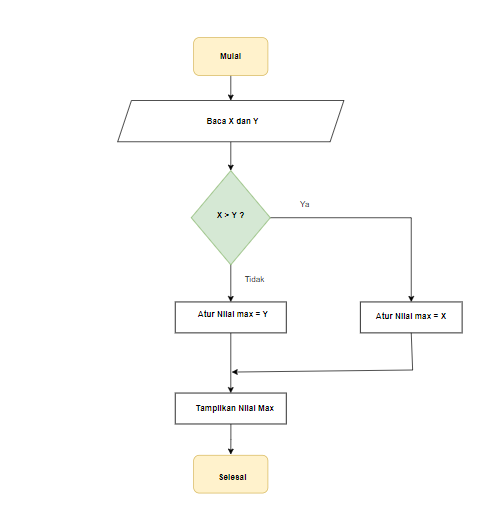 Mulai
Baca X dan Y
X > Y ?
Ya
Tidak
Atur Nilai max = Y
Atur Nilai max = X
Tampilkan Nilai Max
Selesai